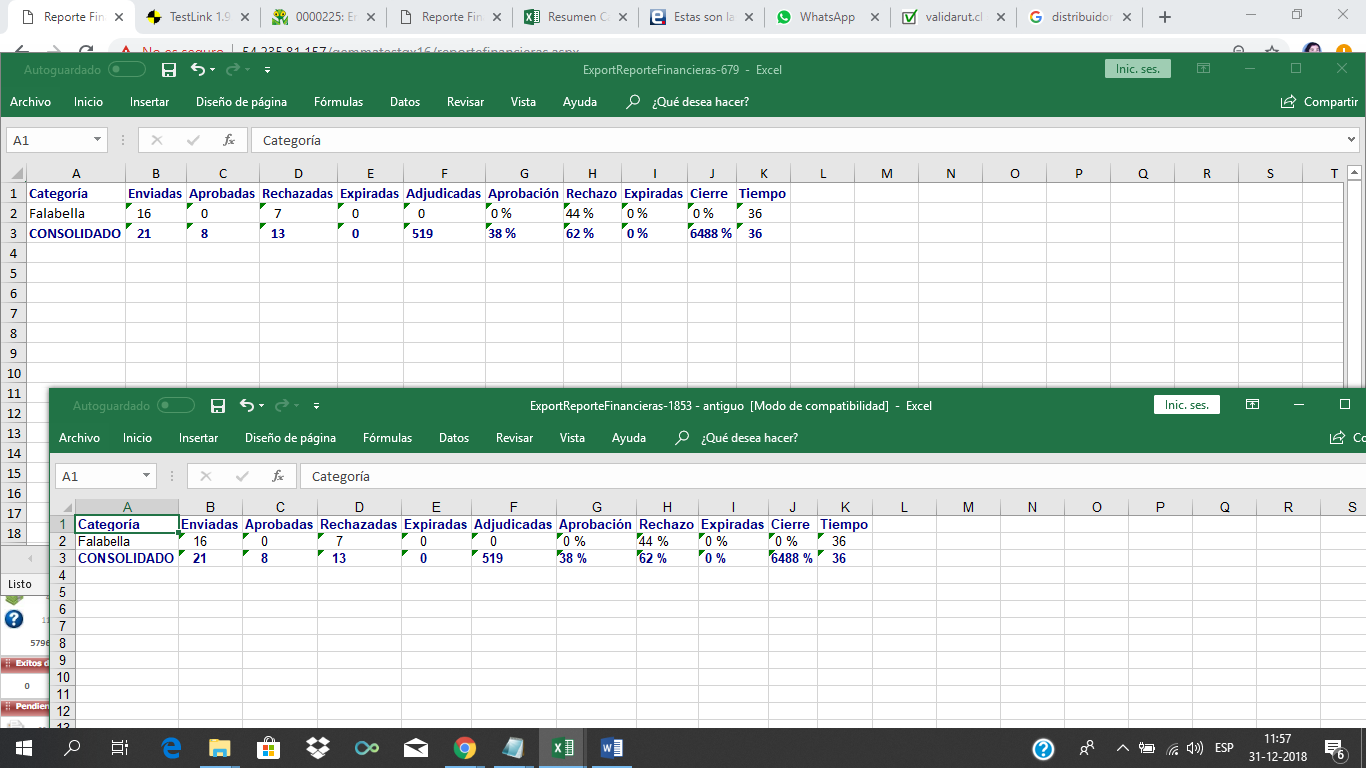 Reporte Fin
TestLink 1.9
0000225: Er
Reporte Fin
Resumen C
Estas son la
WhatsApp
validarut.cl
distribuidor
No es seguro | 54.235.81.157/gemmatestgx16/reportefinancieras.aspx
Autoguardado
ExportReporteFinancieras-679 - Excel
Inic. ses.
Archivo Inicio Insertar Diseño de página Fórmulas Datos Revisar Vista Ayuda ¿Qué desea hacer? Compartir
A1 fx Categoría
A B C D E F G H I J K L M N O P Q R S T
1 Categoría Enviadas Aprobadas Rechazadas Expiradas Adjudicadas Aprobación Rechazo Expiradas Cierre Tiempo
2 Falabella 16 0 7 0 0 0 % 44 % 0 % 0 % 36
3 CONSOLIDADO 21 8 13 0 519 38 % 62 % 0 % 6488 % 36
4
5
6
7
8
9
10
11
12
13
14
15
16
17
18
Listo
5796
Exitos d
0
Pendien
Autoguardado
ExportReporteFinancieras-1853 - antiguo [Modo de compatibilidad] - Excel
Inic. ses.
Archivo Inicio Insertar Diseño de página Fórmulas Datos Revisar Vista Ayuda ¿Qué desea hacer? Co
A1 fx Categoría
A B C D E F G H I J K L M N O P Q R S
1 Categoría Enviadas Aprobadas Rechazadas Expiradas Adjudicadas Aprobación Rechazo Expiradas Cierre Tiempo
2 Falabella 16 0 7 0 0 0 % 44 % 0 % 0 % 36
3 CONSOLIDADO 21 8 13 0 519 38 % 62 % 0 % 6488 % 36
4
5
6
7
8
9
10
11
12
13
ESP
11:57
31-12-2018
6